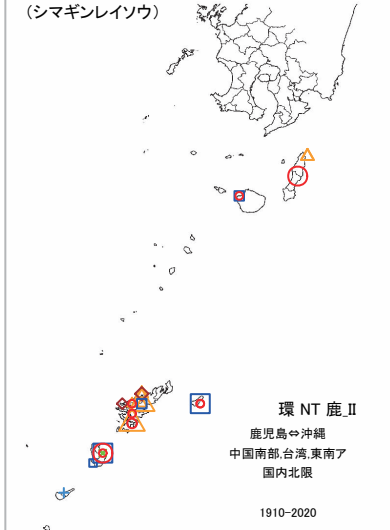 (シマギンレイソウ)
環 NT 鹿_II
鹿児島⇔沖縄
中国南部,台湾,東南ア
国内北限
1910-2020